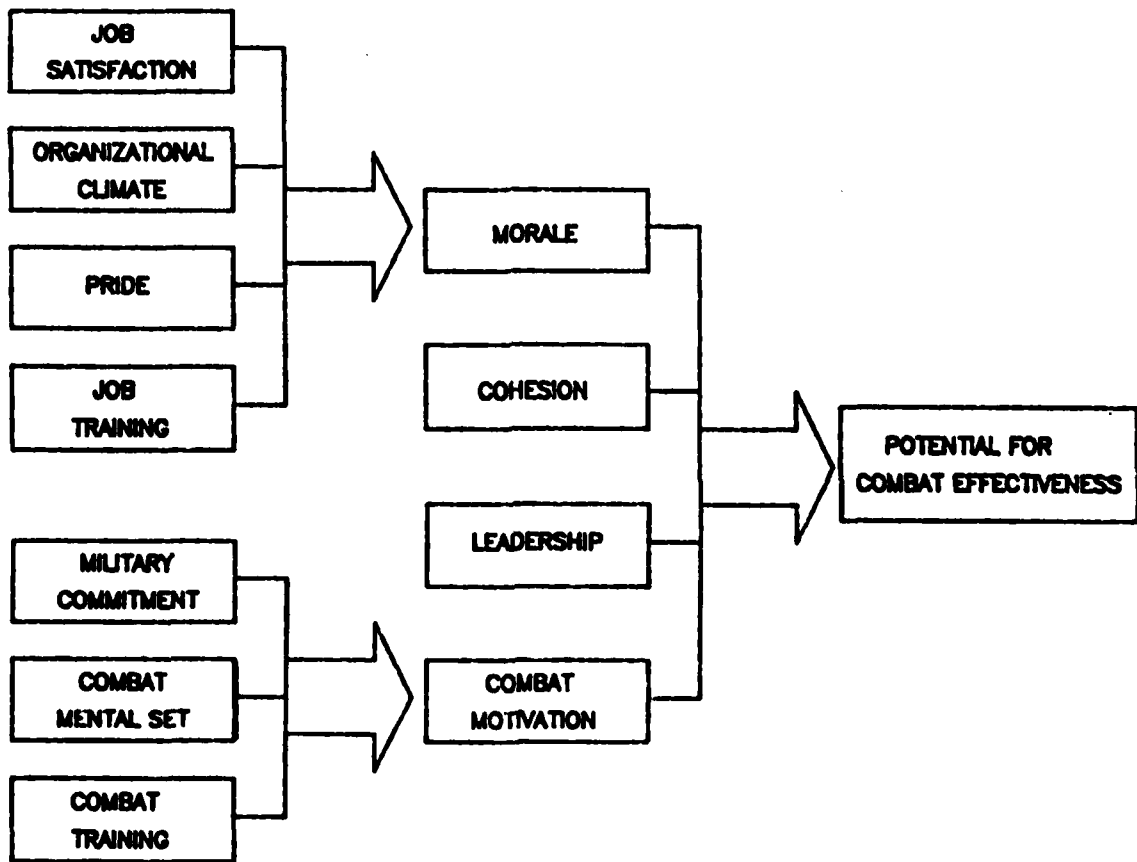 JOB
SATISFACTION
ORGANIZATIONAL
CLIMATE
PRIDE
JOB
TRAINING
MILITARY
COMMITMENT
COMBAT
MENTAL SET
COMBAT
TRAINING
MORALE
COHESION
LEADERSHIP
COMBAT
MOTIVATION
POTENTIAL FOR
COMBAT EFFECTIVENESS